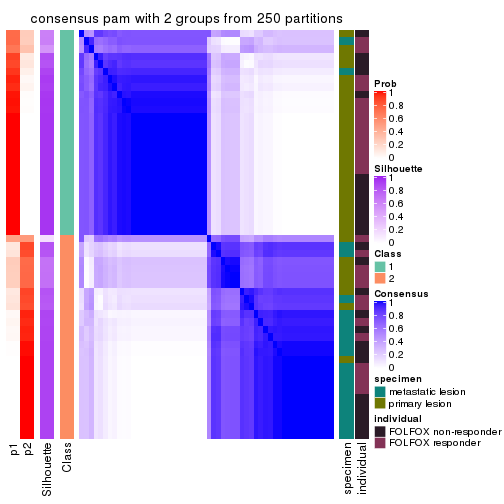 consensus pam with 2 groups from 250 partitions
Prob
1
0.8
0.6
0.4
0.2
0
Silhouette
1
0.8
0.6
0.4
0.2
0
Class
1
2
Consensus
1
0.8
0.6
0.4
0.2
0
specimen
metastatic lesion
primary lesion
individual
FOLFOX non-responder
FOLFOX responder
p1
p2
Silhouette
Class
specimen
individual